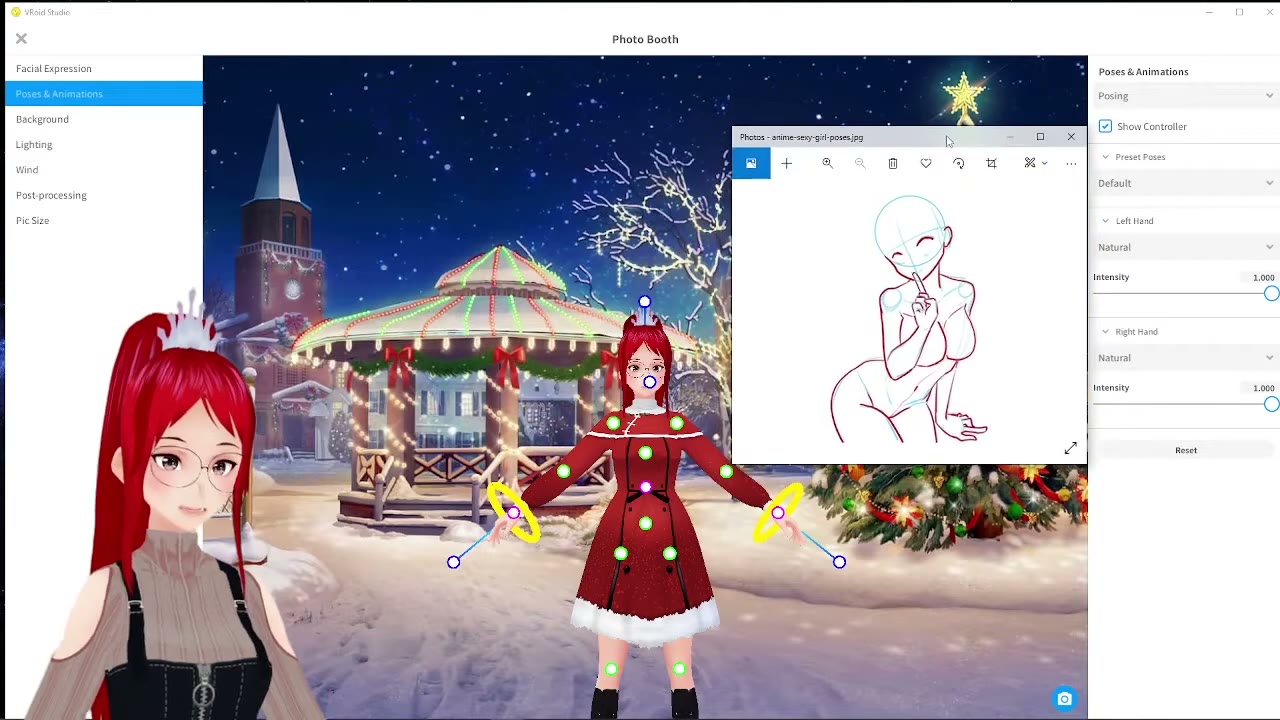 VRoid Studio
Photo Booth
Facial Expression
Poses & Animations
Background
Lighting
Wind
Post-processing
Pic Size
Photos - anime-sexy-girl-poses.jpg
Poses & Animations
Posing
Show Controller
Preset Poses
Default
Left Hand
Natural
Intensity 1.000
Right Hand
Natural
Intensity 1.000
Reset